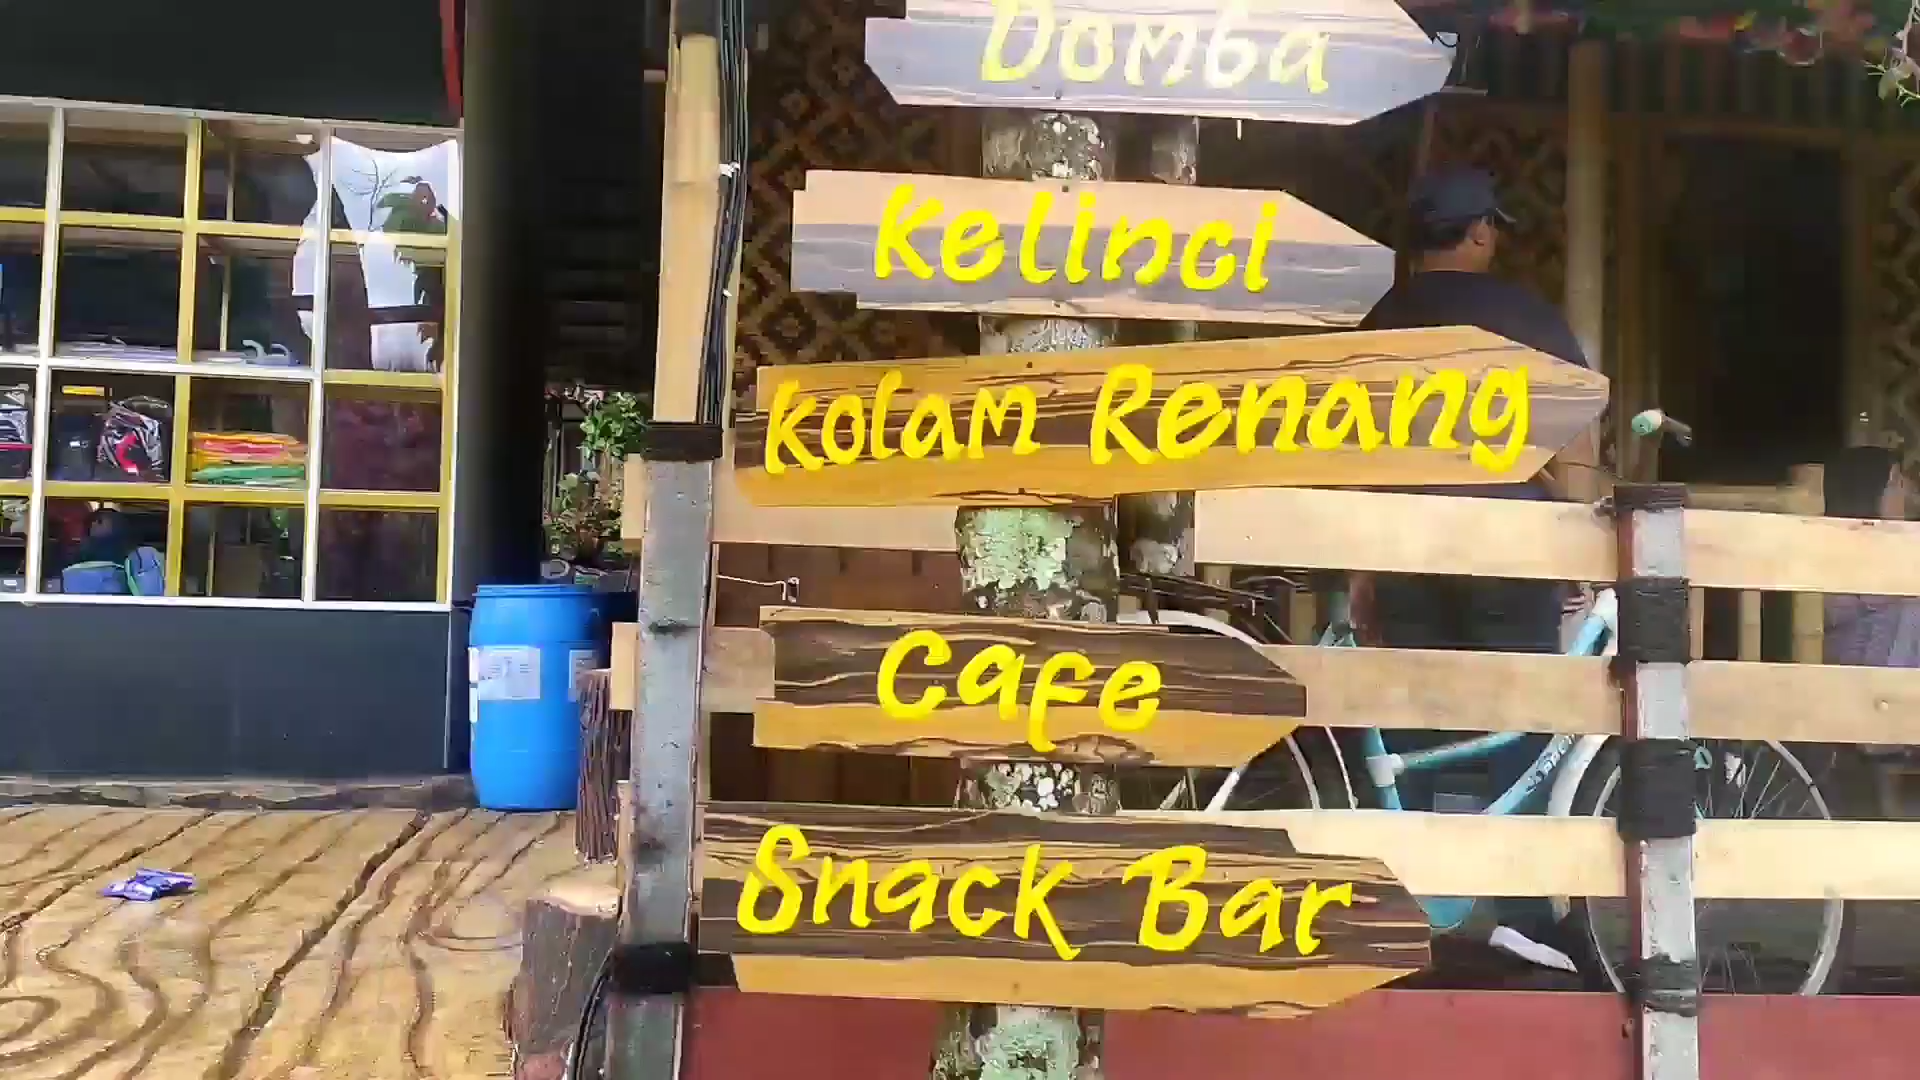 Domba
Kelinci
Kolam Renang
Cafe
Snack Bar